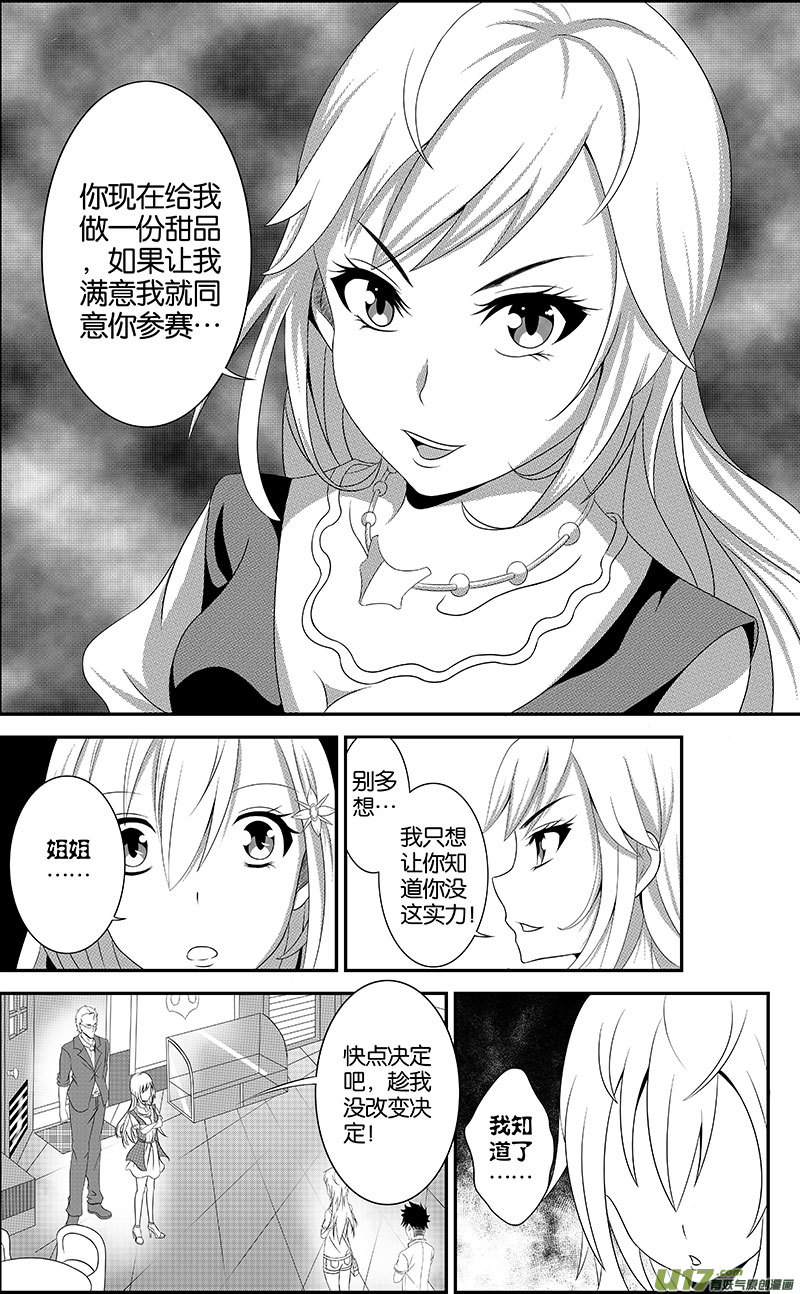 你现在给我
做一份甜品
，如果让我
满意我就同
意你参赛…
姐姐
……
别多
想…
我只想
让你知
道你没
这实力！
快点决定
吧，趁我
没改变决
定！
我知
道了
……
U17.com
有妖气原创漫画